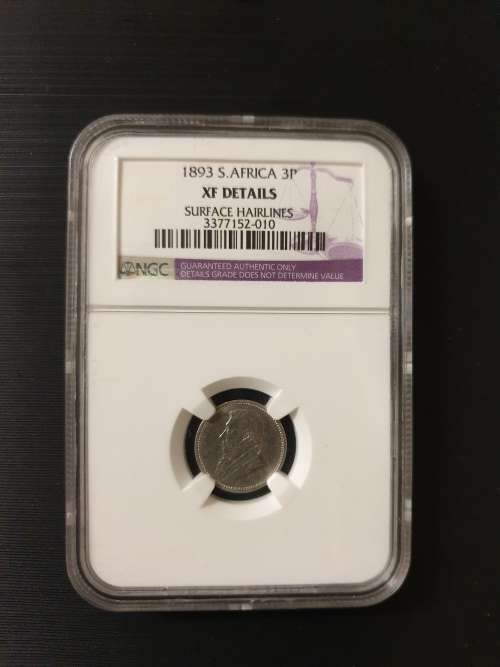 1893 S.AFRICA 3P
XF DETAILS
SURFACE HAIRLINES
3377152-010
NGC
GUARANTEED AUTHENTIC ONLY
DETAILS GRADE DOES NOT DETERMINE VALUE